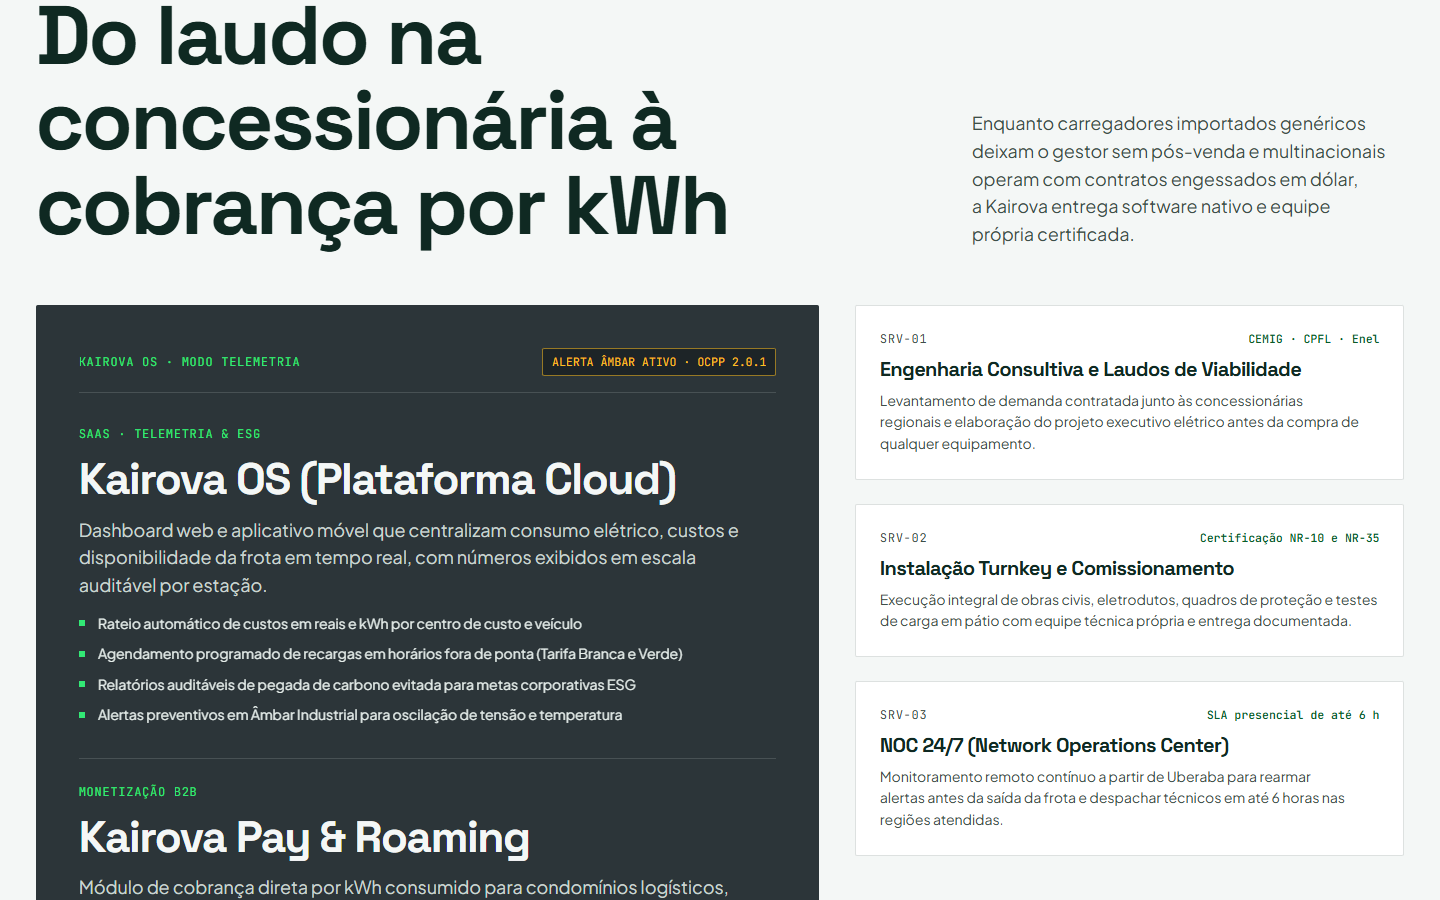 Do laudo na
concessionária à
cobrança por kWh
Enquanto carregadores importados genéricos
deixam o gestor sem pós-venda e multinacionais
operam com contratos engessados em dólar,
a Kairova entrega software nativo e equipe
própria certificada.
KAIROVA OS · MODO TELEMETRIA
ALERTA ÂMBAR ATIVO · OCPP 2.0.1
SAAS · TELEMETRIA & ESG
Kairova OS (Plataforma Cloud)
Dashboard web e aplicativo móvel que centralizam consumo elétrico, custos e
disponibilidade da frota em tempo real, com números exibidos em escala
auditável por estação.
Rateio automático de custos em reais e kWh por centro de custo e veículo
Agendamento programado de recargas em horários fora de ponta (Tarifa Branca e Verde)
Relatórios auditáveis de pegada de carbono evitada para metas corporativas ESG
Alertas preventivos em Âmbar Industrial para oscilação de tensão e temperatura
MONETIZAÇÃO B2B
Kairova Pay & Roaming
Módulo de cobrança direta por kWh consumido para condomínios logísticos,
SRV-01
CEMIG · CPFL · Enel
Engenharia Consultiva e Laudos de Viabilidade
Levantamento de demanda contratada junto às concessionárias
regionais e elaboração do projeto executivo elétrico antes da compra de
qualquer equipamento.
SRV-02
Certificação NR-10 e NR-35
Instalação Turnkey e Comissionamento
Execução integral de obras civis, eletrodutos, quadros de proteção e testes
de carga em pátio com equipe técnica própria e entrega documentada.
SRV-03
SLA presencial de até 6 h
NOC 24/7 (Network Operations Center)
Monitoramento remoto contínuo a partir de Uberaba para rearmar
alertas antes da saída da frota e despachar técnicos em até 6 horas nas
regiões atendidas.